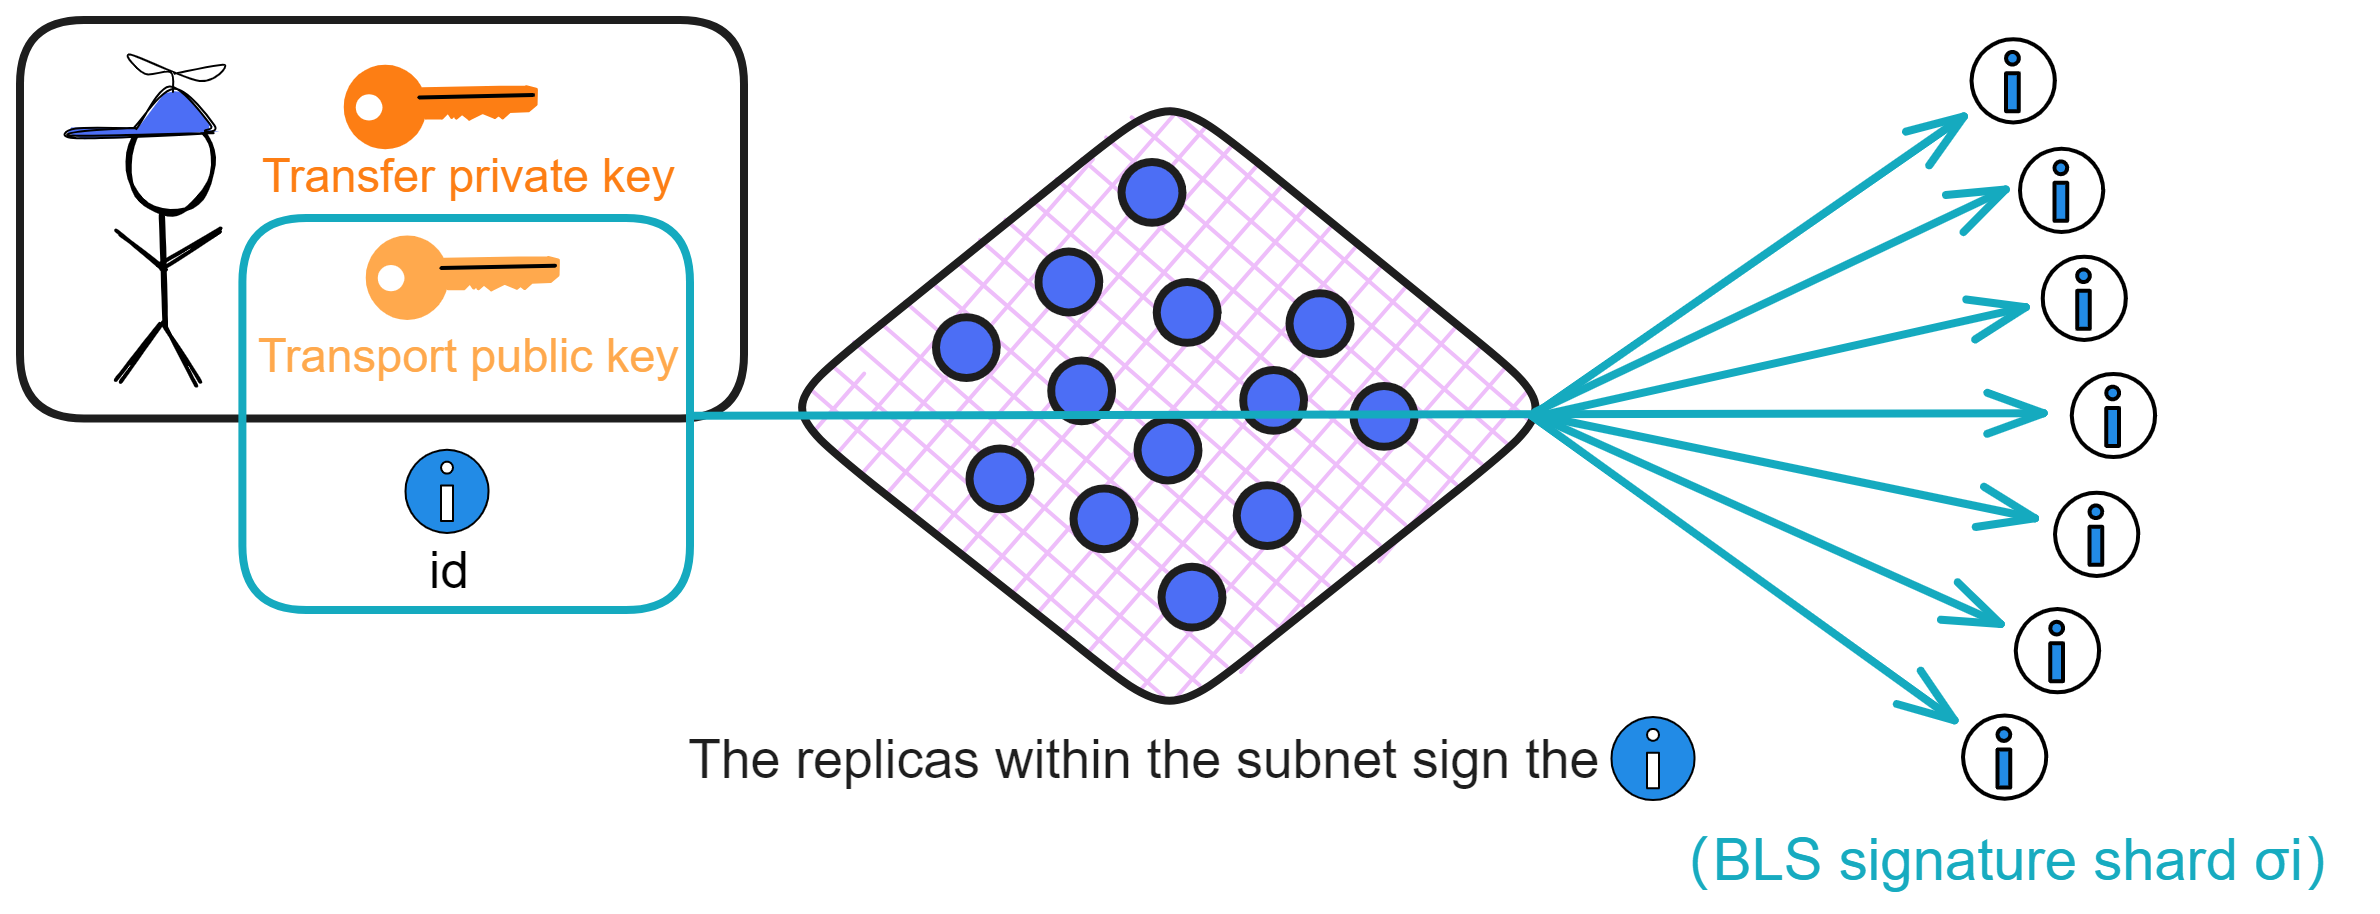 Transfer private key
Transport public key
id
The replicas within the subnet sign the
(BLS signature shard σi)